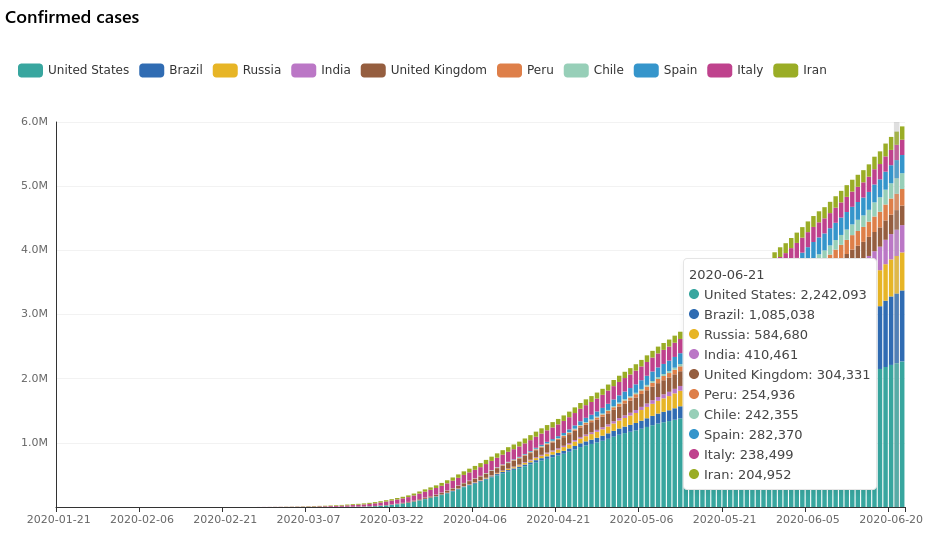 Confirmed cases
United States Brazil Russia India United Kingdom Peru Chile Spain Italy Iran
6.0M
5.0M
4.0M
3.0M
2.0M
1.0M
2020-06-21
United States: 2,242,093
Brazil: 1,085,038
Russia: 584,680
India: 410,461
United Kingdom: 304,331
Peru: 254,936
Chile: 242,355
Spain: 282,370
Italy: 238,499
Iran: 204,952
2020-01-21 2020-02-06 2020-02-21 2020-03-07 2020-03-22 2020-04-06 2020-04-21 2020-05-06 2020-05-21 2020-06-05 2020-06-20